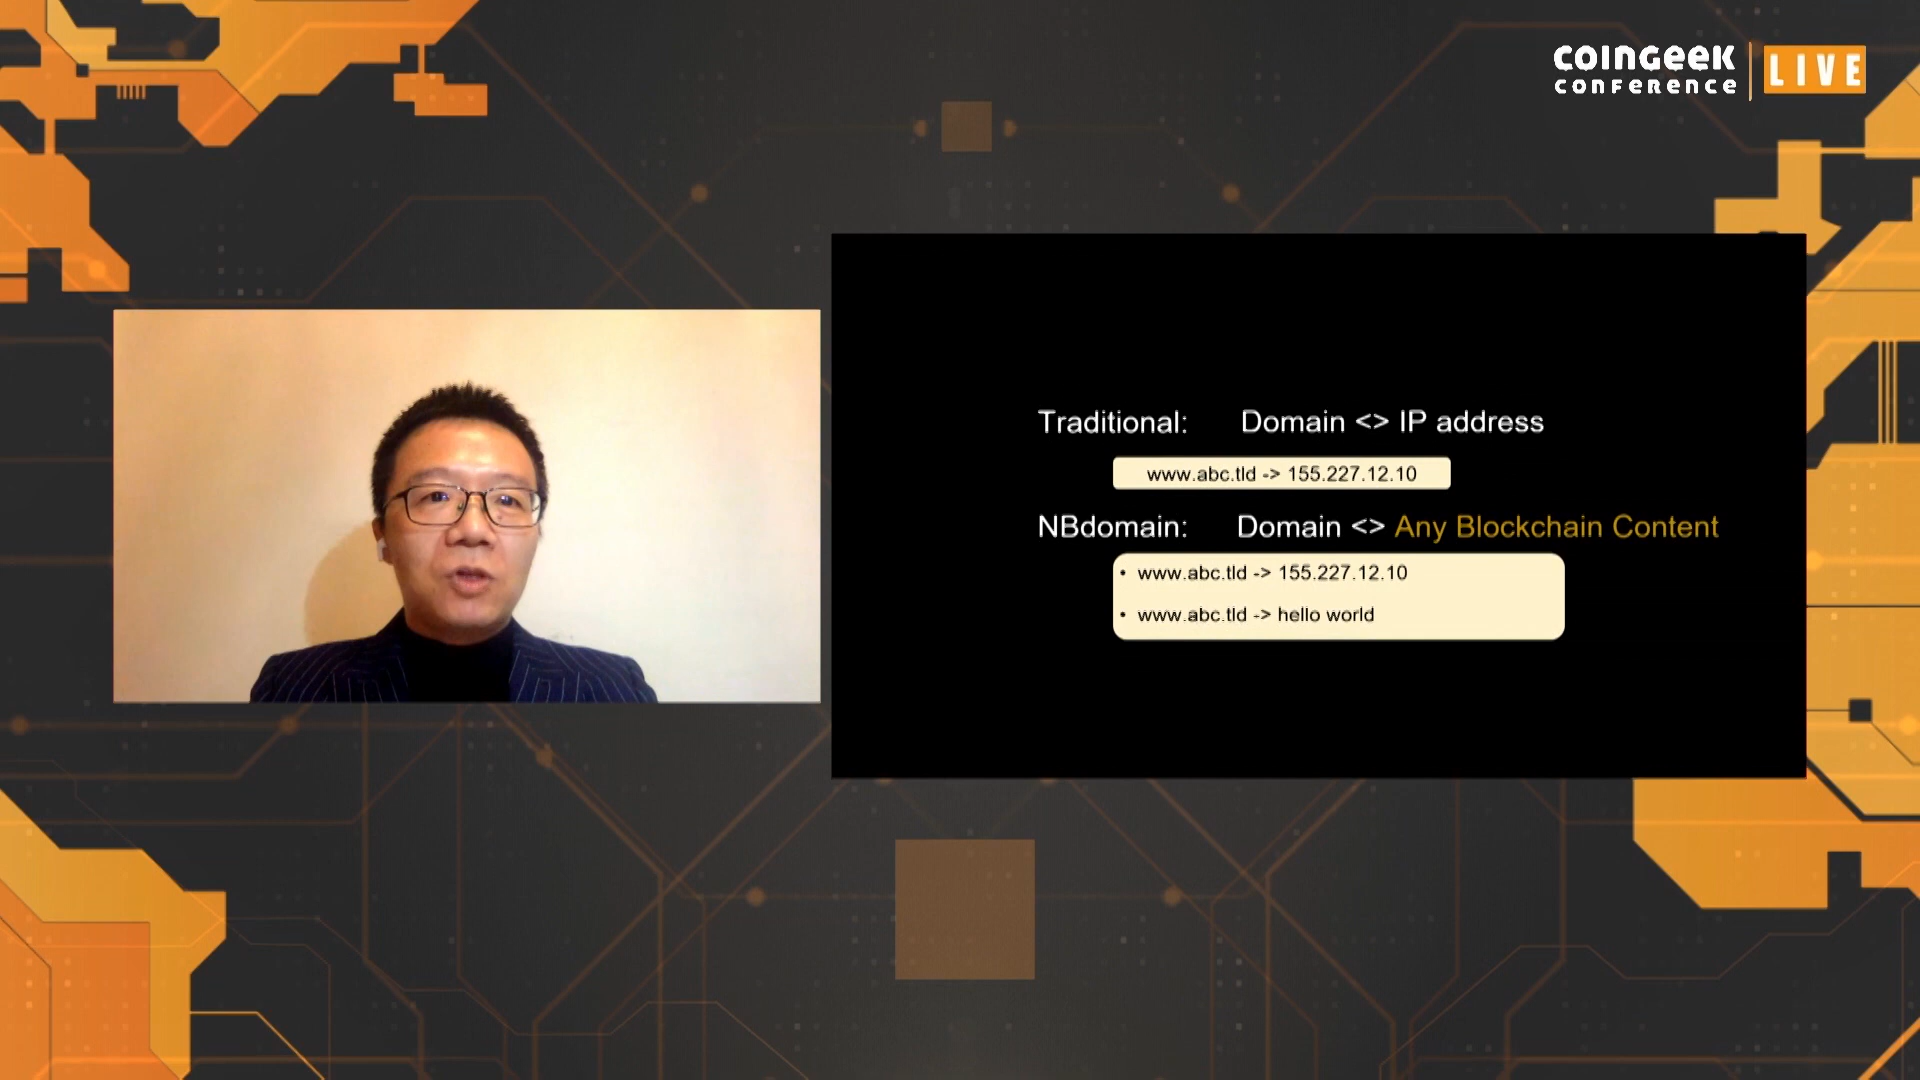 COINGEEK
CONFERENCE
LIVE
Traditional: Domain <> IP address
www.abc.tld -> 155.227.12.10
NBdomain: Domain <> Any Blockchain Content
• www.abc.tld -> 155.227.12.10
• www.abc.tld -> hello world